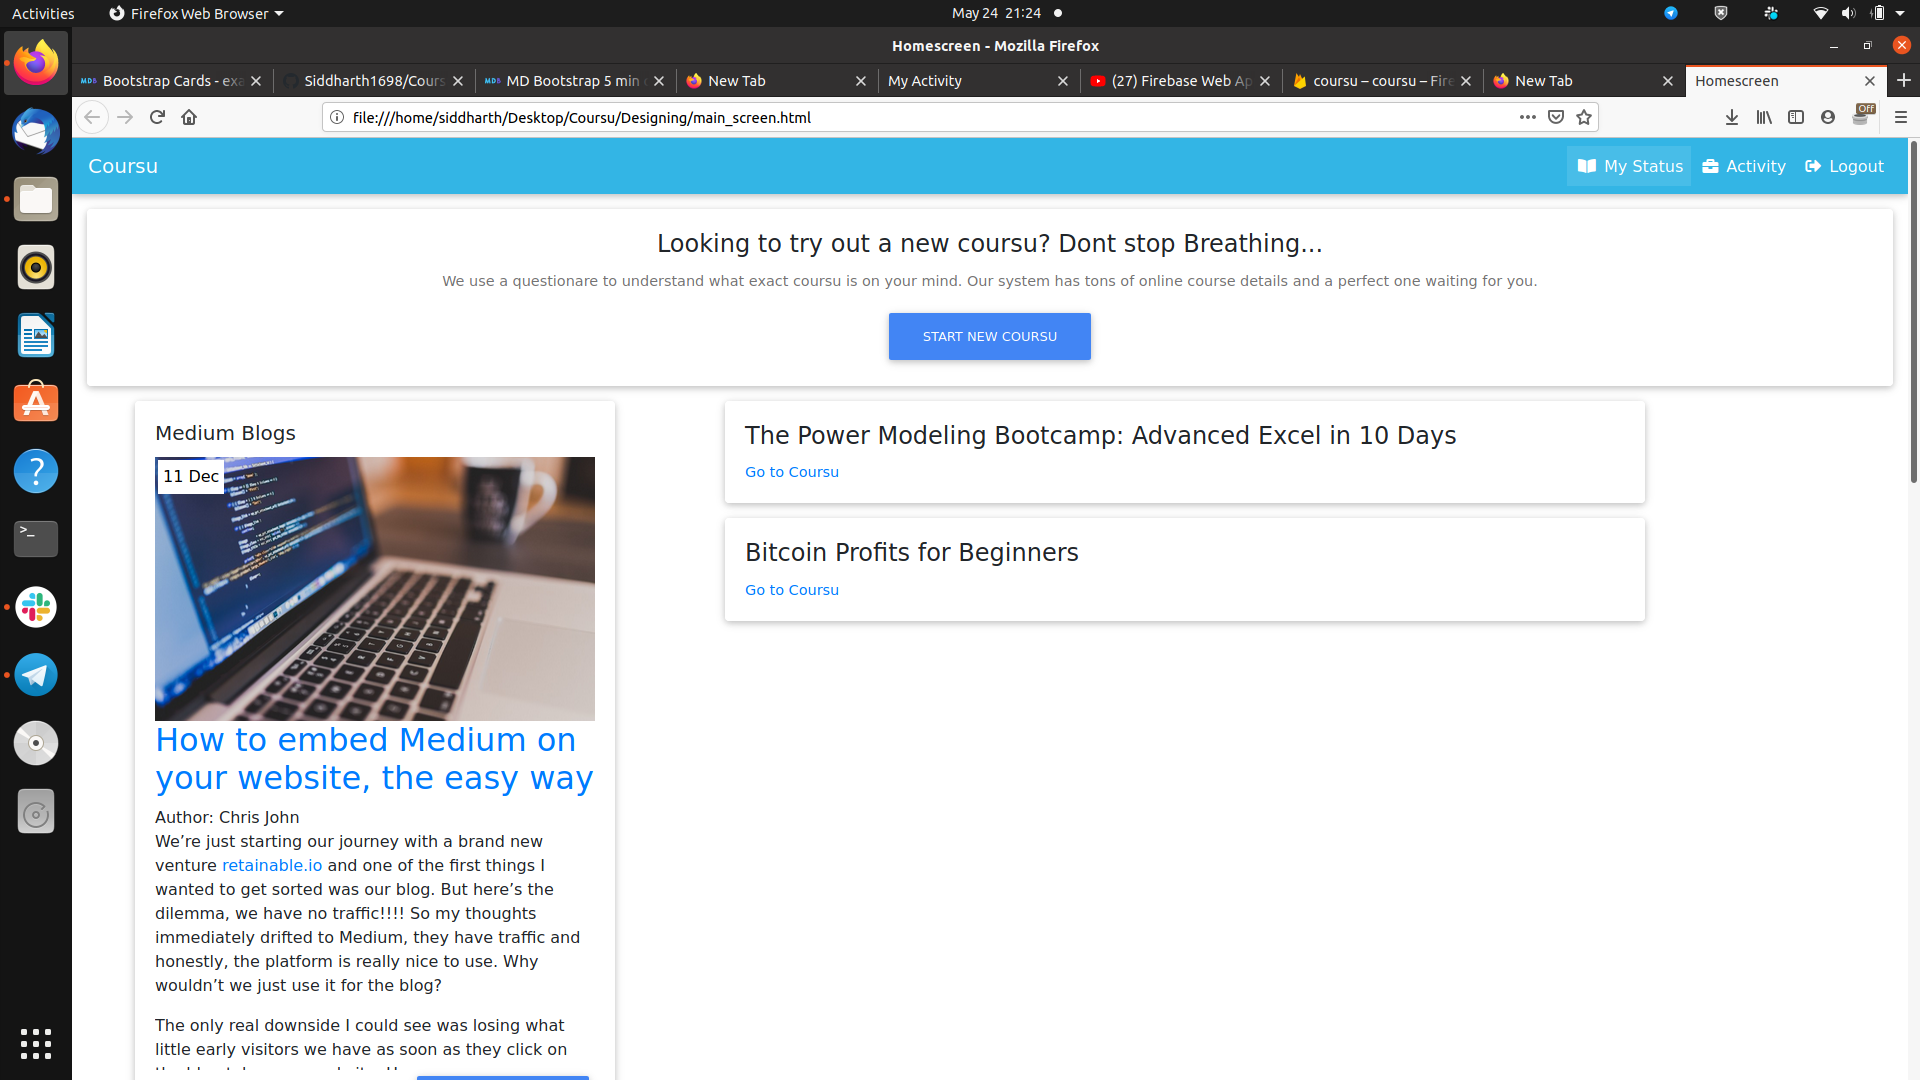 Activities
Firefox Web Browser
May 24 21:24
Homescreen - Mozilla Firefox
MDB Bootstrap Cards - exa
Siddharth1698/Cours
MDB MD Bootstrap 5 min
New Tab
My Activity
(27) Firebase Web Ap
coursu – coursu – Fire
New Tab
Homescreen
file:///home/siddharth/Desktop/Coursu/Designing/main_screen.html
Off
Coursu
My Status
Activity
Logout
Looking to try out a new coursu? Dont stop Breathing...
We use a questionare to understand what exact coursu is on your mind. Our system has tons of online course details and a perfect one waiting for you.
START NEW COURSU
Medium Blogs
11 Dec
How to embed Medium on
your website, the easy way
Author: Chris John
We’re just starting our journey with a brand new
venture retainable.io and one of the first things I
wanted to get sorted was our blog. But here’s the
dilemma, we have no traffic!!!! So my thoughts
immediately drifted to Medium, they have traffic and
honestly, the platform is really nice to use. Why
wouldn’t we just use it for the blog?
The only real downside I could see was losing what
little early visitors we have as soon as they click on
The Power Modeling Bootcamp: Advanced Excel in 10 Days
Go to Coursu
Bitcoin Profits for Beginners
Go to Coursu